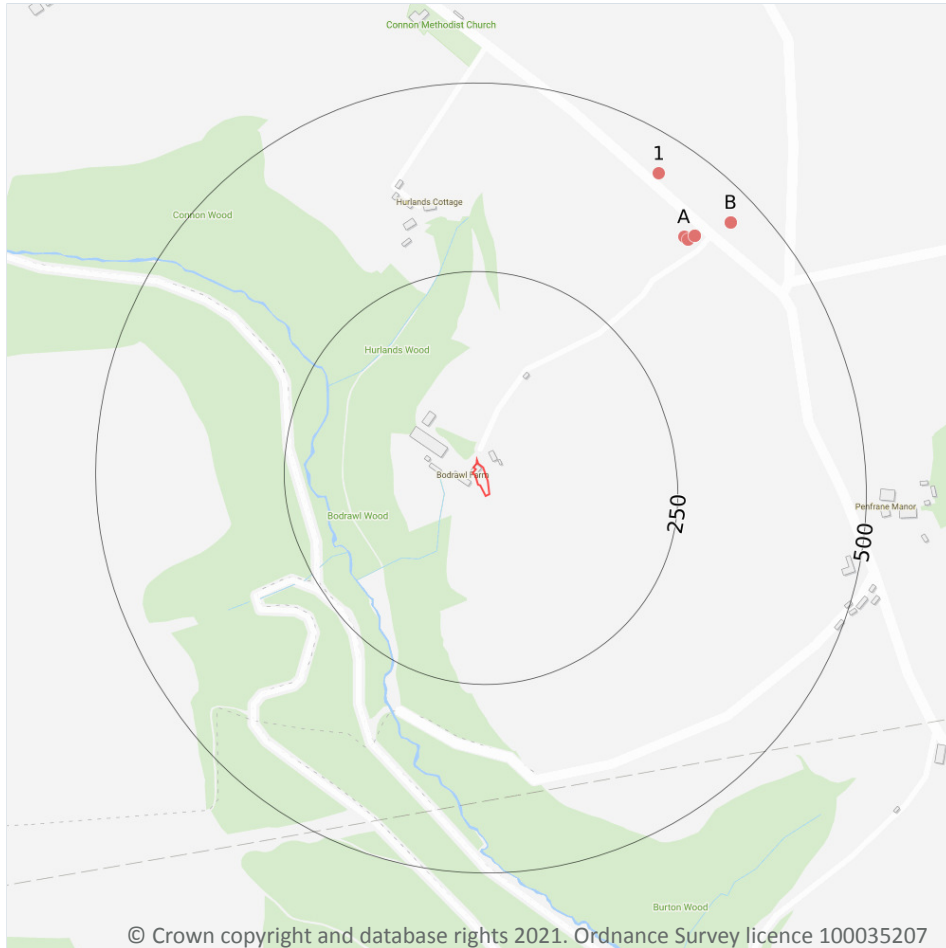 Connon Methodist Church
1
Connon Wood
Hurlands Cottage
A
B
Hurlands Wood
Bodrawl Farm
250
Penfrane Manor
Bodrawl Wood
500
Burton Wood
© Crown copyright and database rights 2021. Ordnance Survey licence 100035207